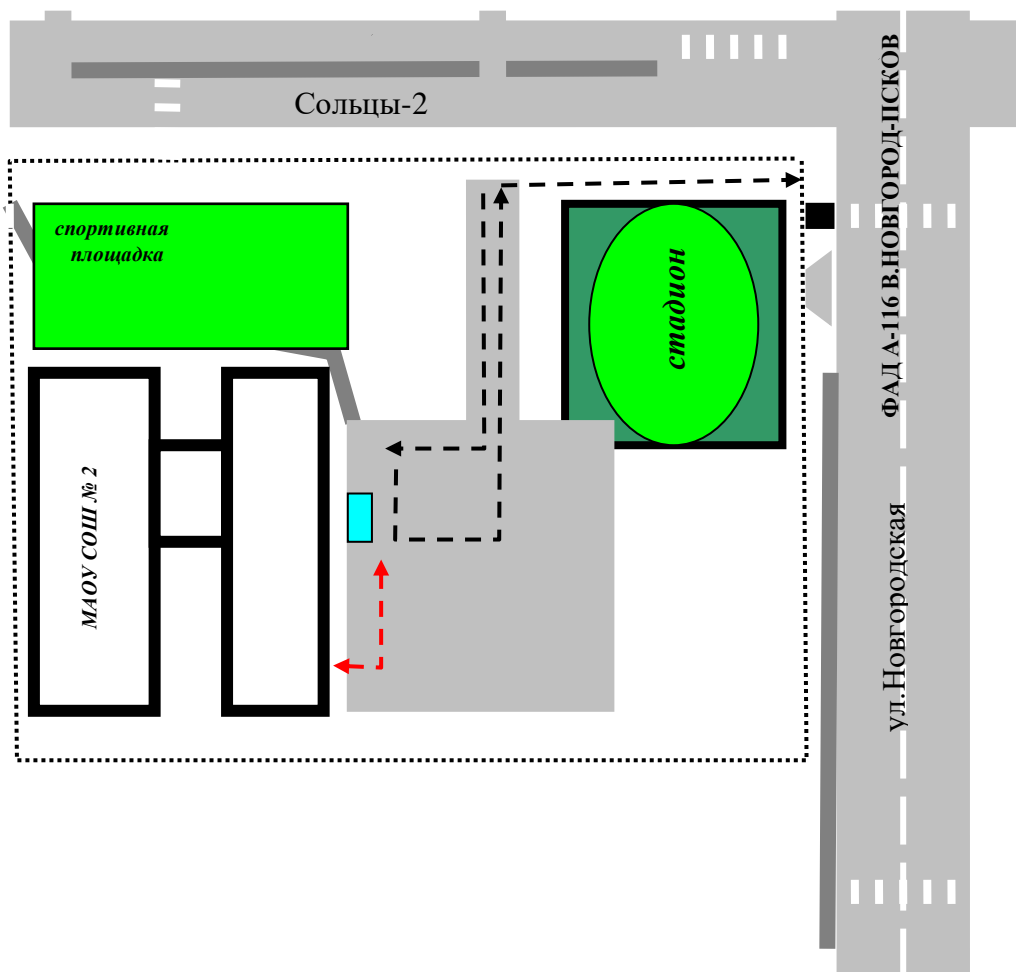 Сольцы-2
ФАД А-116 В.НОВГОРОД-ПСКОВ
спортивная
площадка
стадион
МАОУ СОШ № 2
ул.Новгородская